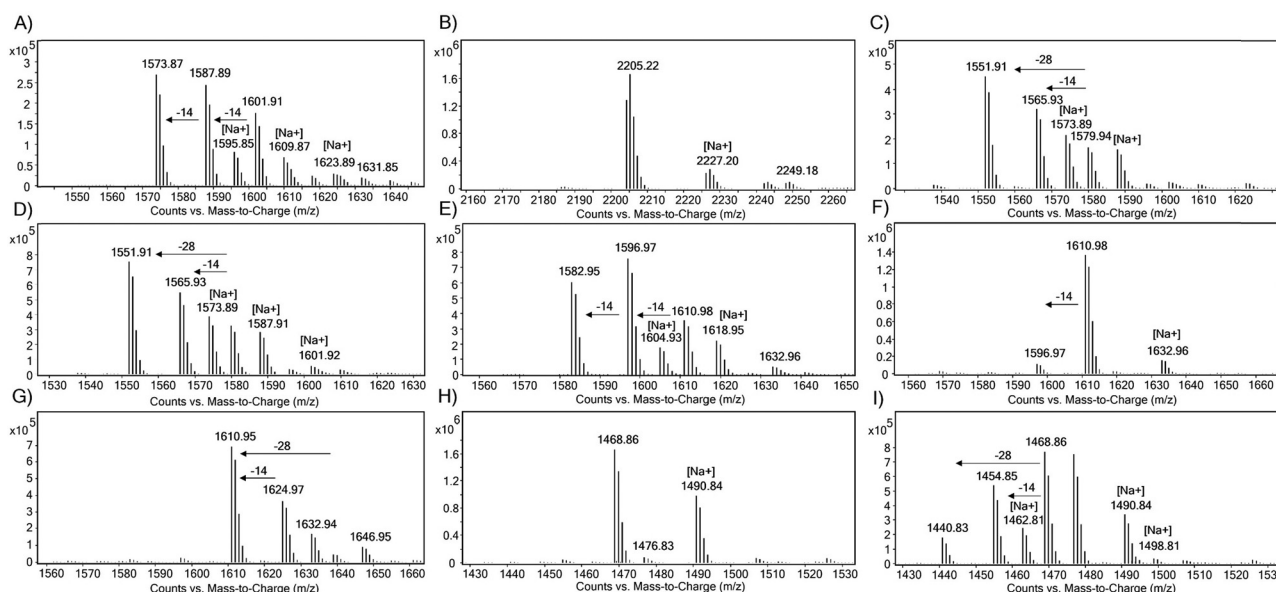 A)
x10 5
3
2.5
2
1.5
1
0.5
0
1573.87
1587.89
1601.91
-14
-14
[Na+]
1595.85
[Na+]
1609.87
[Na+]
1623.89
1631.85
1550 1560 1570 1580 1590 1600 1610 1620 1630 1640
Counts vs. Mass-to-Charge (m/z)
B)
x10 6
1.6
1.2
0.8
0.4
0
2205.22
[Na+]
2227.20
2249.18
2160 2170 2180 2190 2200 2210 2220 2230 2240 2250 2260
Counts vs. Mass-to-Charge (m/z)
C)
x10 5
5
4
3
2
1
0
1551.91
-28
-14
1565.93
[Na+]
1573.89
1579.94
[Na+]
1540 1550 1560 1570 1580 1590 1600 1610 1620
Counts vs. Mass-to-Charge (m/z)
D)
x10 5
8
7
6
5
4
3
2
1
0
1551.91
-28
-14
1565.93
[Na+]
1573.89
[Na+]
1587.91
[Na+]
1601.92
1530 1540 1550 1560 1570 1580 1590 1600 1610 1620 1630
Counts vs. Mass-to-Charge (m/z)
E)
x10 5
8
7
6
5
4
3
2
1
0
1582.95
1596.97
-14
-14
[Na+]
1604.93
1610.98
[Na+]
1618.95
1632.96
1560 1570 1580 1590 1600 1610 1620 1630 1640 1650
Counts vs. Mass-to-Charge (m/z)
F)
x10 6
1.4
1.2
1
0.8
0.4
0.2
0
1610.98
-14
1596.97
[Na+]
1632.96
1560 1570 1580 1590 1600 1610 1620 1630 1640 1650 1660
Counts vs. Mass-to-Charge (m/z)
G)
x10 5
7
6
5
4
3
2
1
0
1610.95
-28
-14
1624.97
1632.94
1646.95
1560 1570 1580 1590 1600 1610 1620 1630 1640 1650 1660
Counts vs. Mass-to-Charge (m/z)
H)
x10 6
1.6
1.2
0.8
0.4
0
1468.86
[Na+]
1490.84
1476.83
1430 1440 1450 1460 1470 1480 1490 1500 1510 1520 1530
Counts vs. Mass-to-Charge (m/z)
I)
x10 5
8
7
6
5
4
3
2
1
0
1468.86
-28
1454.85
-14
[Na+]
1462.81
1440.83
[Na+]
1490.84
[Na+]
1498.81
1430 1440 1450 1460 1470 1480 1490 1500 1510 1520 153
Counts vs. Mass-to-Charge (m/z)